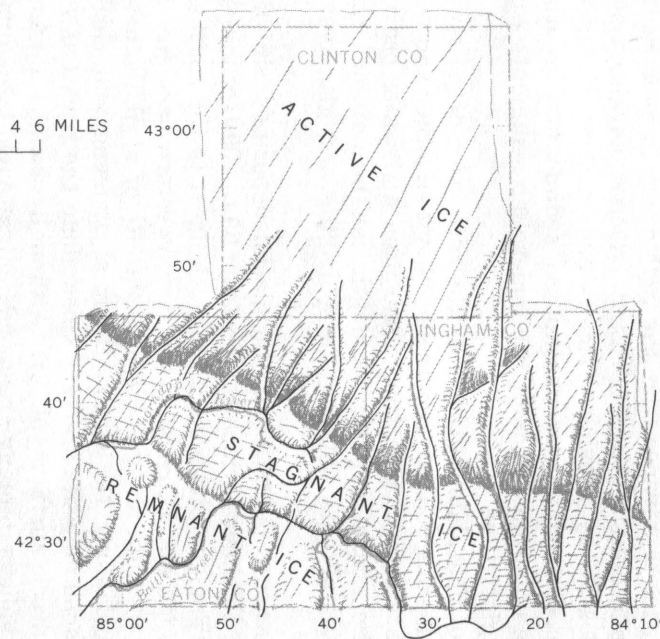 CLINTON CO
4 6 MILES
43°00'
ACTIVE ICE
50'
INGHAM CO
40'
STAGNANT ICE
REMNANT ICE
42°30'
Creek
EATON CO
85°00' 50' 40' 30' 20' 84°10'